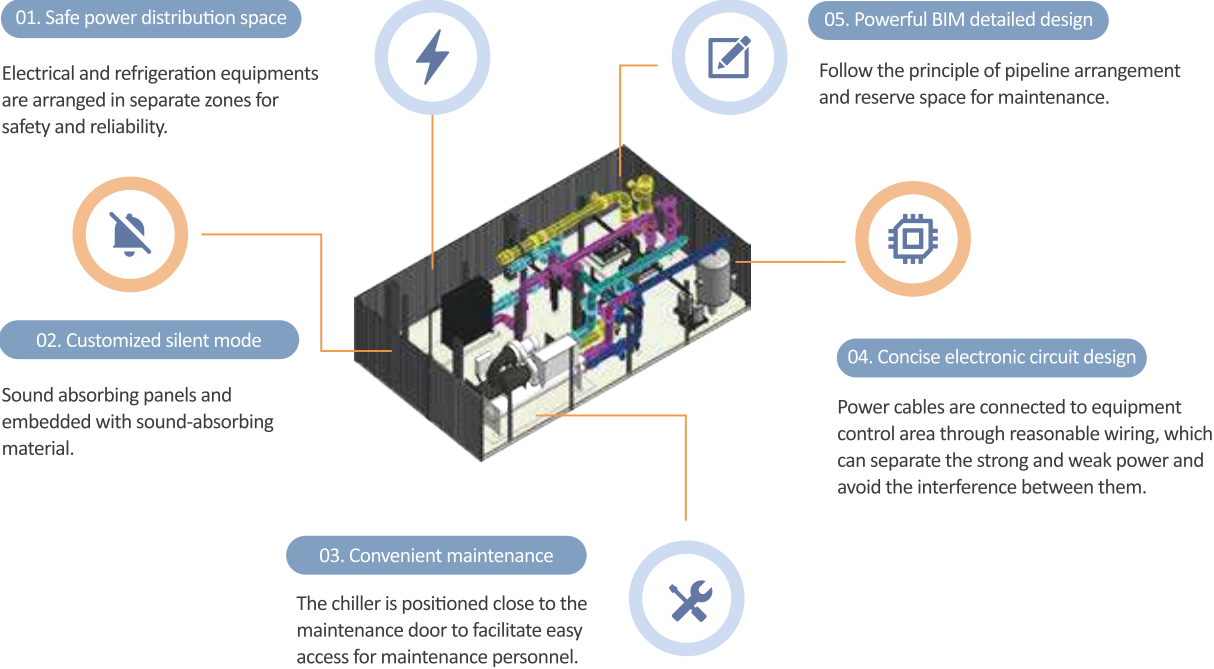 01. Safe power distribution space
Electrical and refrigeration equipments
are arranged in separate zones for
safety and reliability.
02. Customized silent mode
Sound absorbing panels and
embedded with sound-absorbing
material.
03. Convenient maintenance
The chiller is positioned close to the
maintenance door to facilitate easy
access for maintenance personnel.
04. Concise electronic circuit design
Power cables are connected to equipment
control area through reasonable wiring, which
can separate the strong and weak power and
avoid the interference between them.
05. Powerful BIM detailed design
Follow the principle of pipeline arrangement
and reserve space for maintenance.